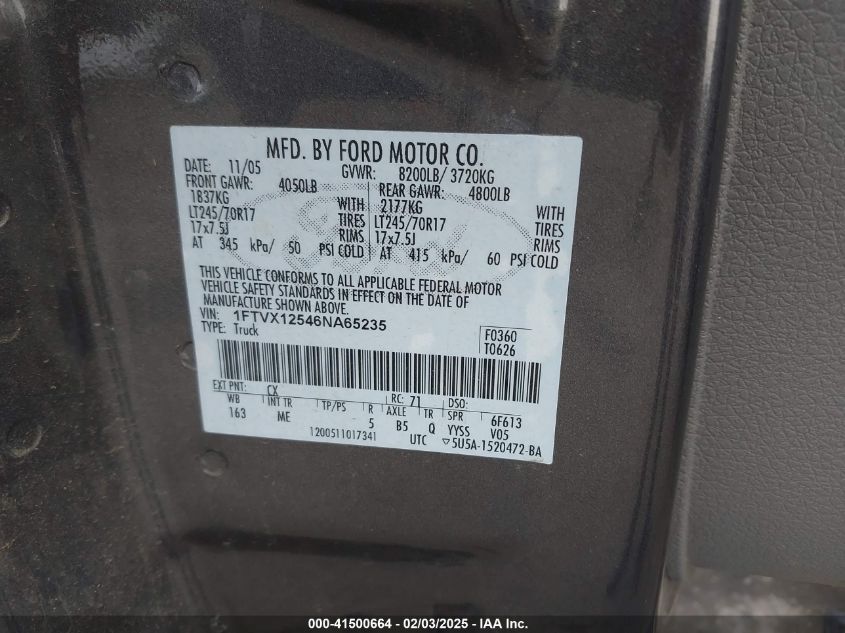 MFD. BY FORD MOTOR CO.
DATE: 11/05 GVWR: 8200LB/ 3720KG
FRONT GAWR: 4050LB REAR GAWR: 4800LB
1837KG WITH 2177KG WITH
LT245/70R17 TIRES LT245/70R17 TIRES
17x7.5J RIMS 17x7.5J RIMS
AT 345 kPa/ 50 PSI COLD AT 415 kPa/ 60 PSI COLD
THIS VEHICLE CONFORMS TO ALL APPLICABLE FEDERAL MOTOR
VEHICLE SAFETY STANDARDS IN EFFECT ON THE DATE OF
MANUFACTURE SHOWN ABOVE.
VIN: 1FTVX12546NA65235
TYPE: Truck
F0360
T0626
EXT PNT: CX RC: 71 DSO:
WB INT TR TP/PS R AXLE TR SPR 6F613
163 ME 5 B5 Q YYSS V05
1200511017341 UTC ▽5U5A-1520472-BA
000-41500664 - 02/03/2025 - IAA Inc.